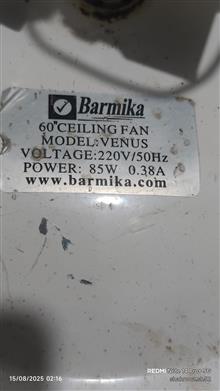 Barmika
60"CEILING FAN
MODEL:VENUS
VOLTAGE:220V/50Hz
POWER: 85W 0.38A
www.barmika.com
15/08/2025 02:16
REDMI